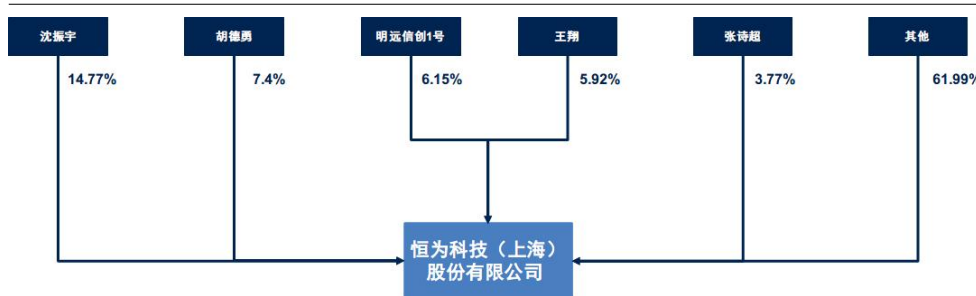 沈振宇 胡德勇 明远信创1号 王翔 张诗超 其他
14.77% 7.4% 6.15% 5.92% 3.77% 61.99%
恒为科技（上海）
股份有限公司